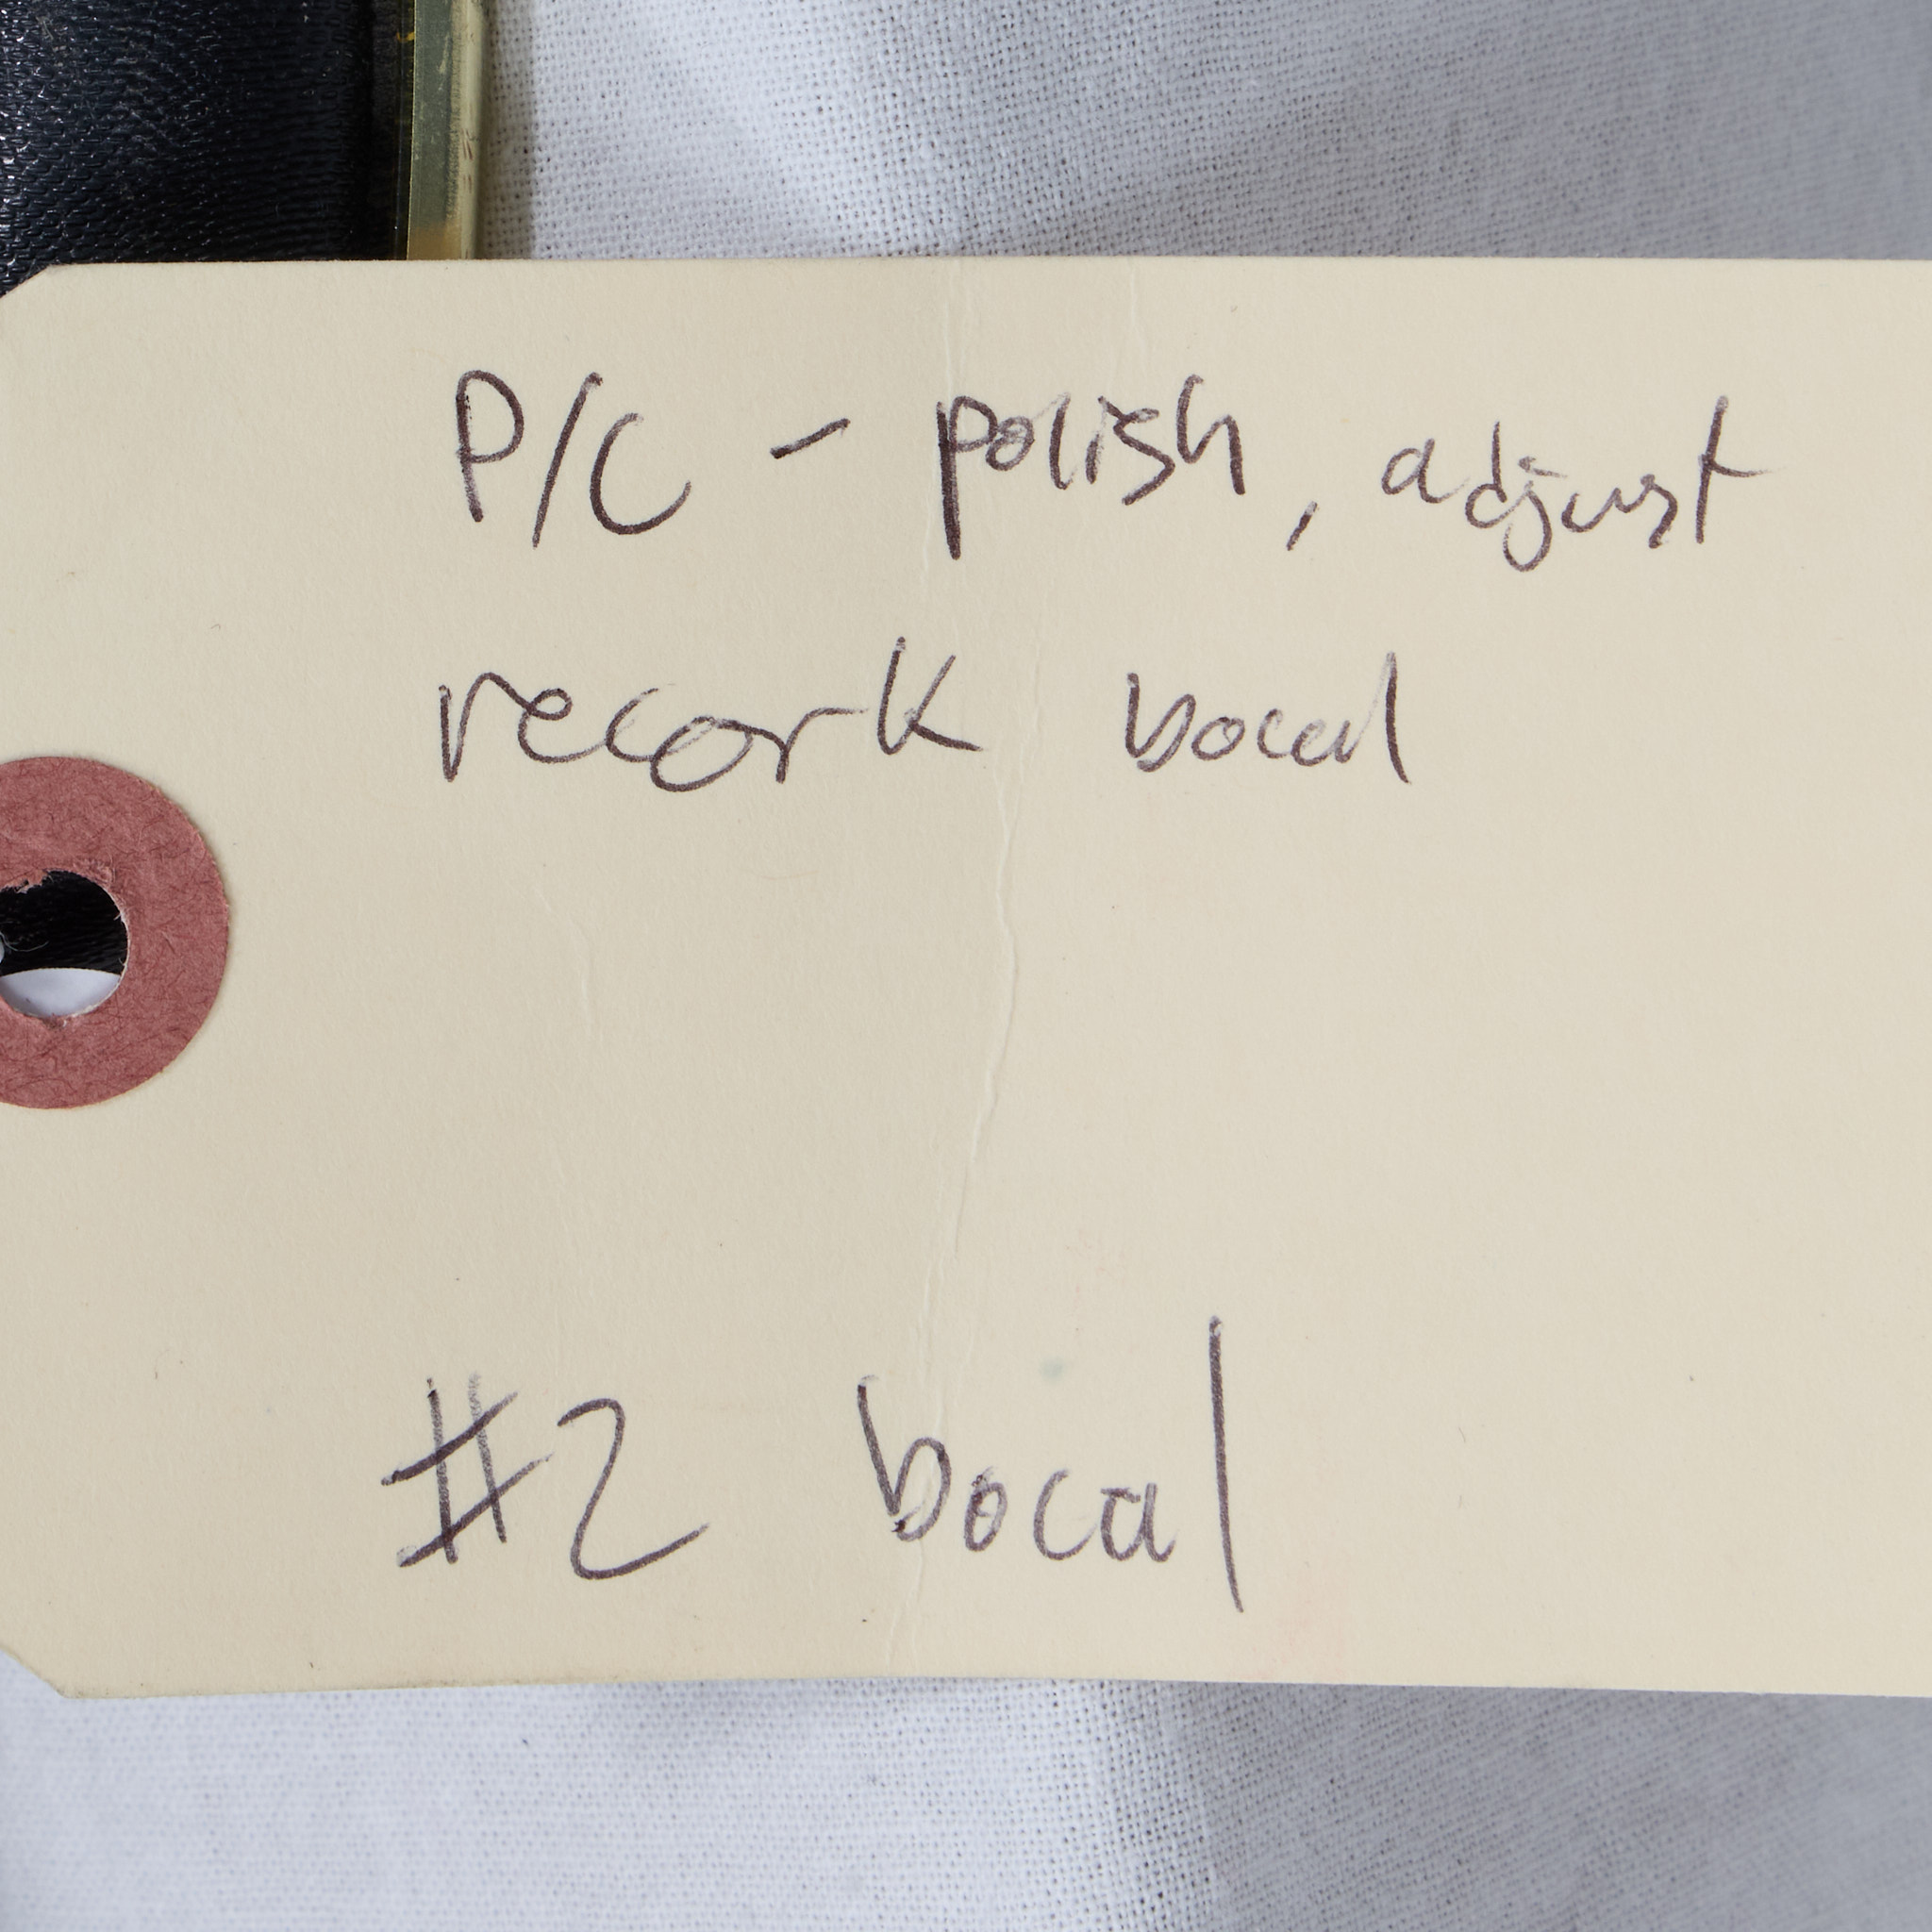 P/C - polish, adjust
recork bocal
#2 bocal